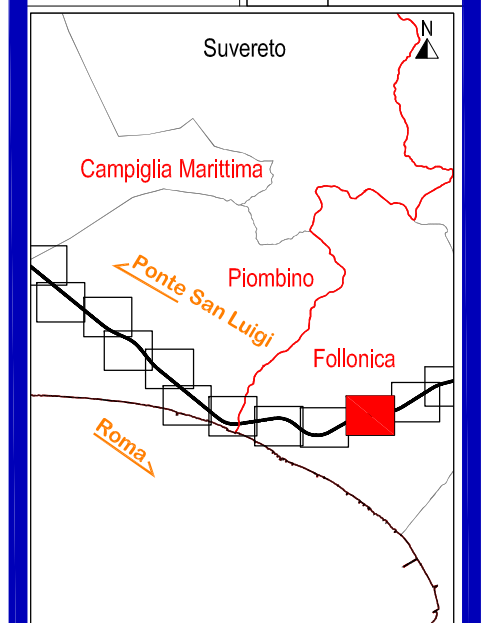 N
Suvereto
Campiglia Marittima
Ponte San Luigi
Piombino
Follonica
Roma